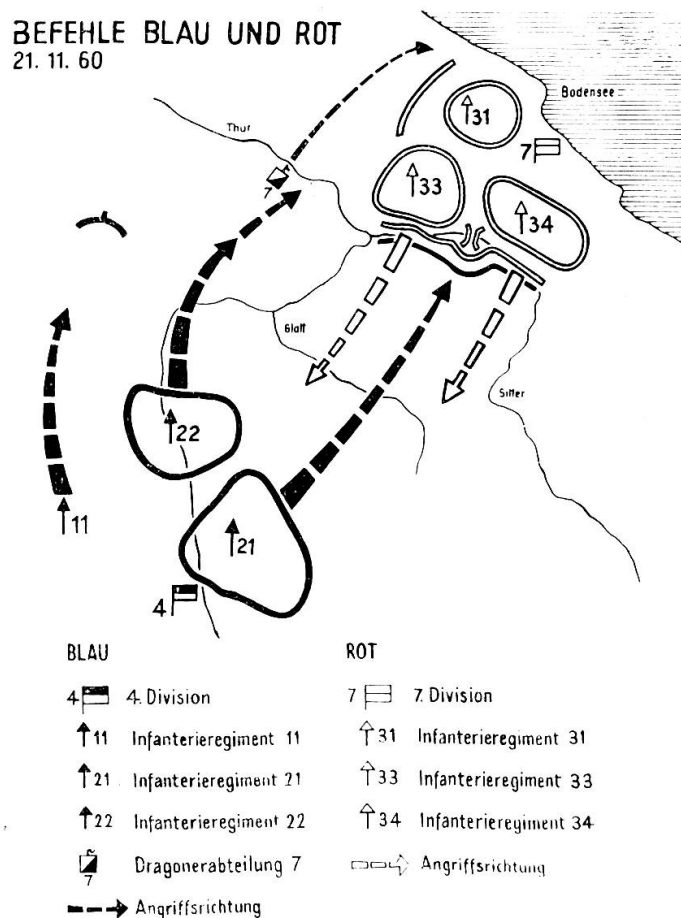 BEFEHLE BLAU UND ROT
21. 11. 60
Bodensee
Thur
31
7
7
33
34
Glatt
Sitter
22
11
21
4
BLAU
4 4. Division
11 Infanterieregiment 11
21 Infanterieregiment 21
22 Infanterieregiment 22
7 Dragonerabteilung 7
Angriffsrichtung
ROT
7 7. Division
31 Infanterieregiment 31
33 Infanterieregiment 33
34 Infanterieregiment 34
Angriffsrichtung